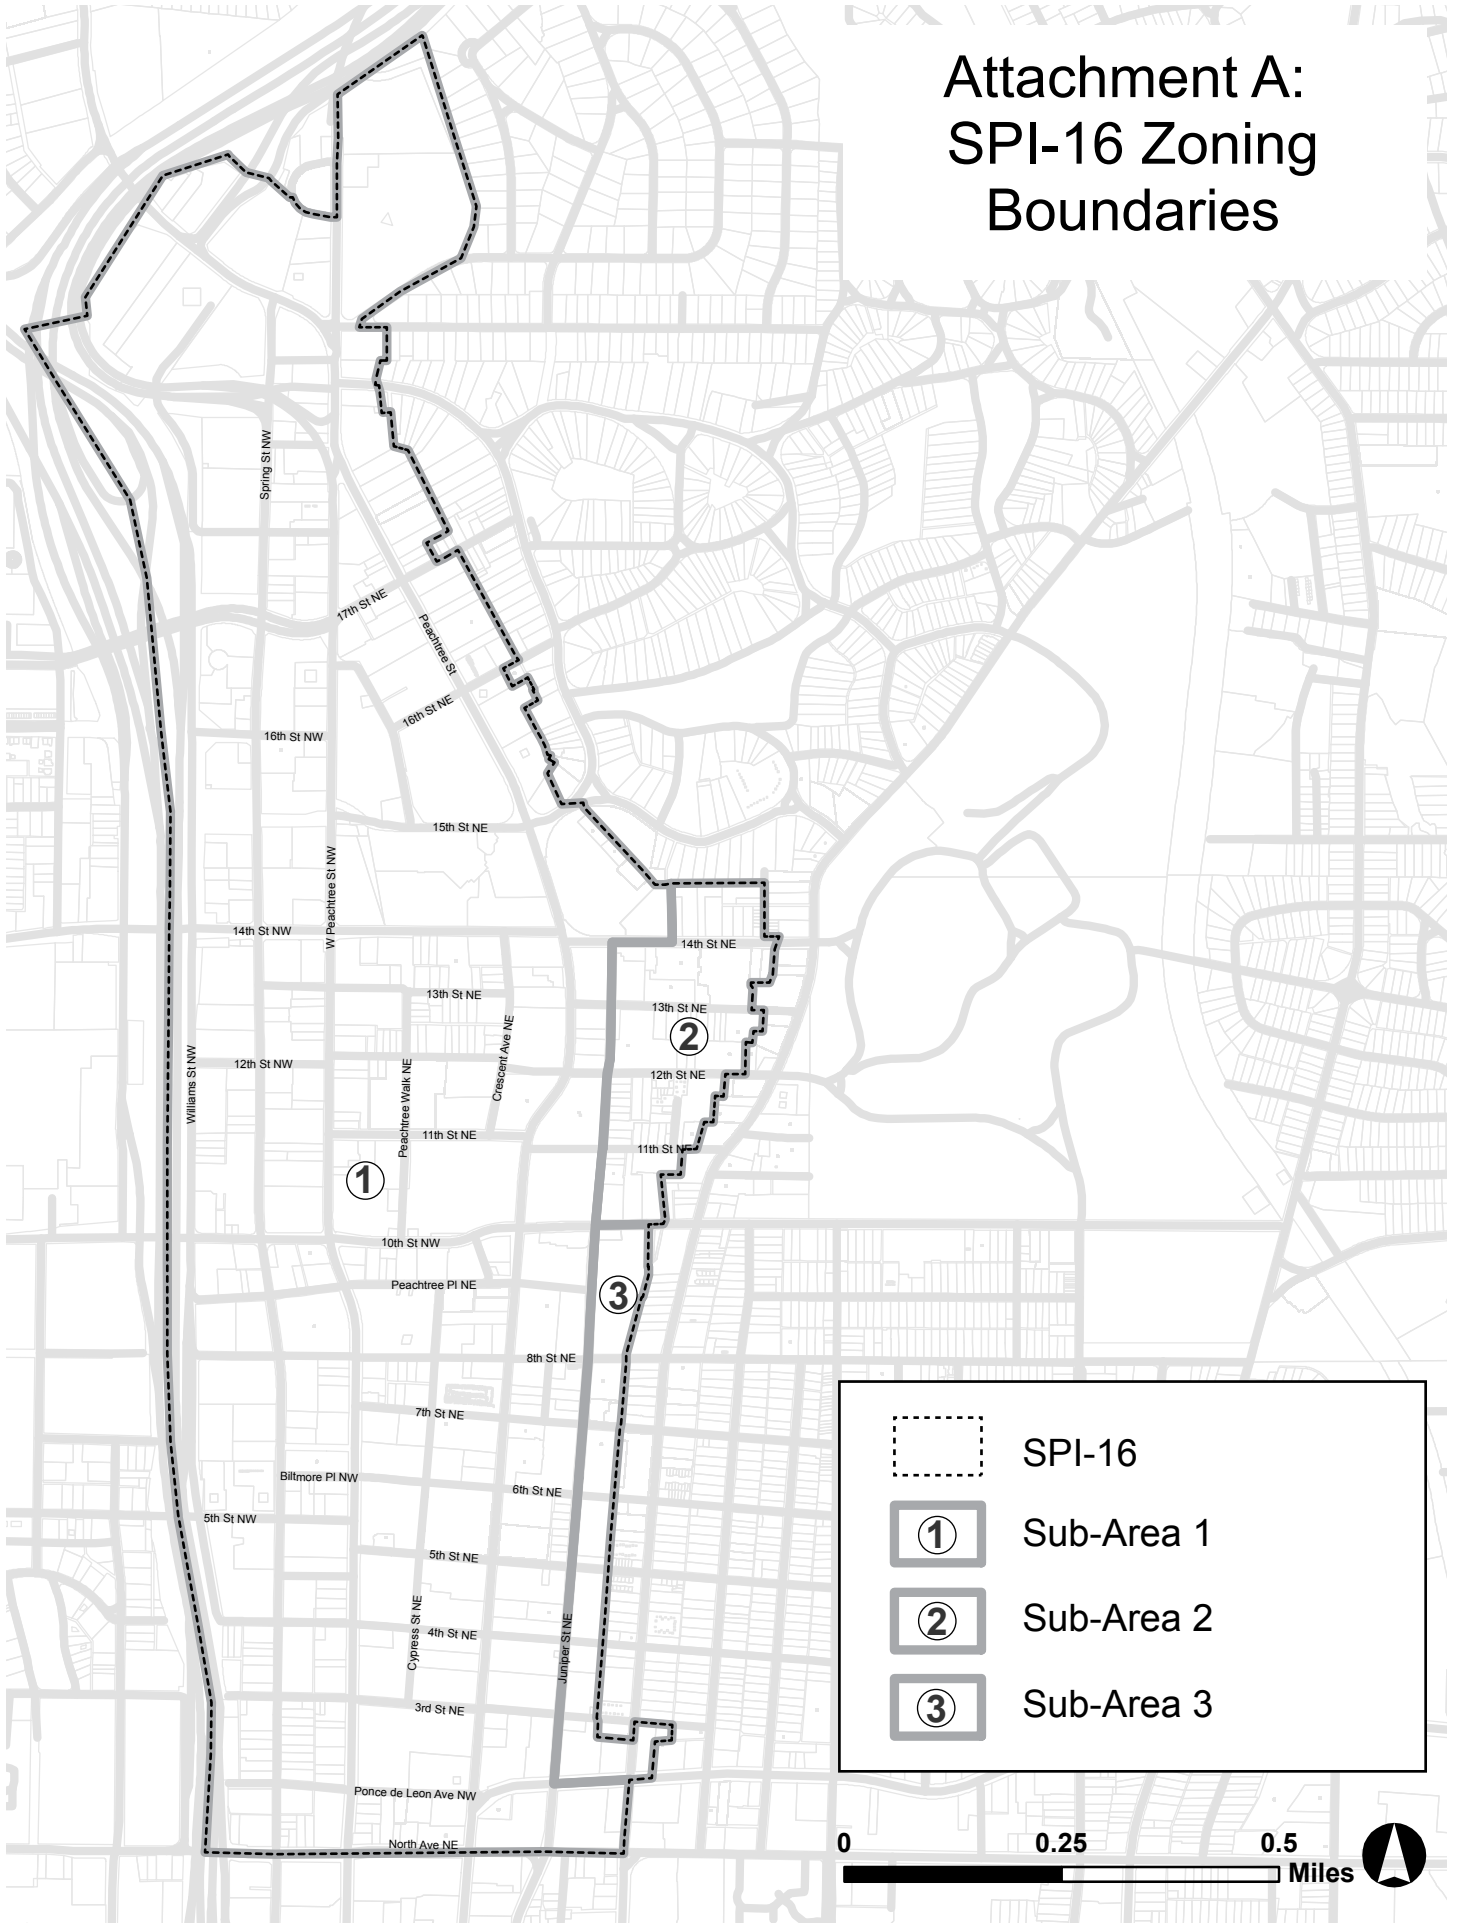 Attachment A:
SPI-16 Zoning
Boundaries
Spring St NW
17th St NE
Peachtree St
16th St NE
16th St NW
15th St NE
W Peachtree St NW
14th St NW
14th St NE
13th St NE
13th St NE
2
Crescent Ave NE
12th St NW
12th St NE
Williams St NW
Peachtree Walk NE
11th St NE
11th St NE
1
10th St NW
Peachtree Pl NE
3
8th St NE
7th St NE
Biltmore Pl NW
6th St NE
5th St NW
5th St NE
Cypress St NE
4th St NE
Juniper St NE
3rd St NE
Ponce de Leon Ave NW
North Ave NE
SPI-16
1 Sub-Area 1
2 Sub-Area 2
3 Sub-Area 3
0 0.25 0.5
Miles